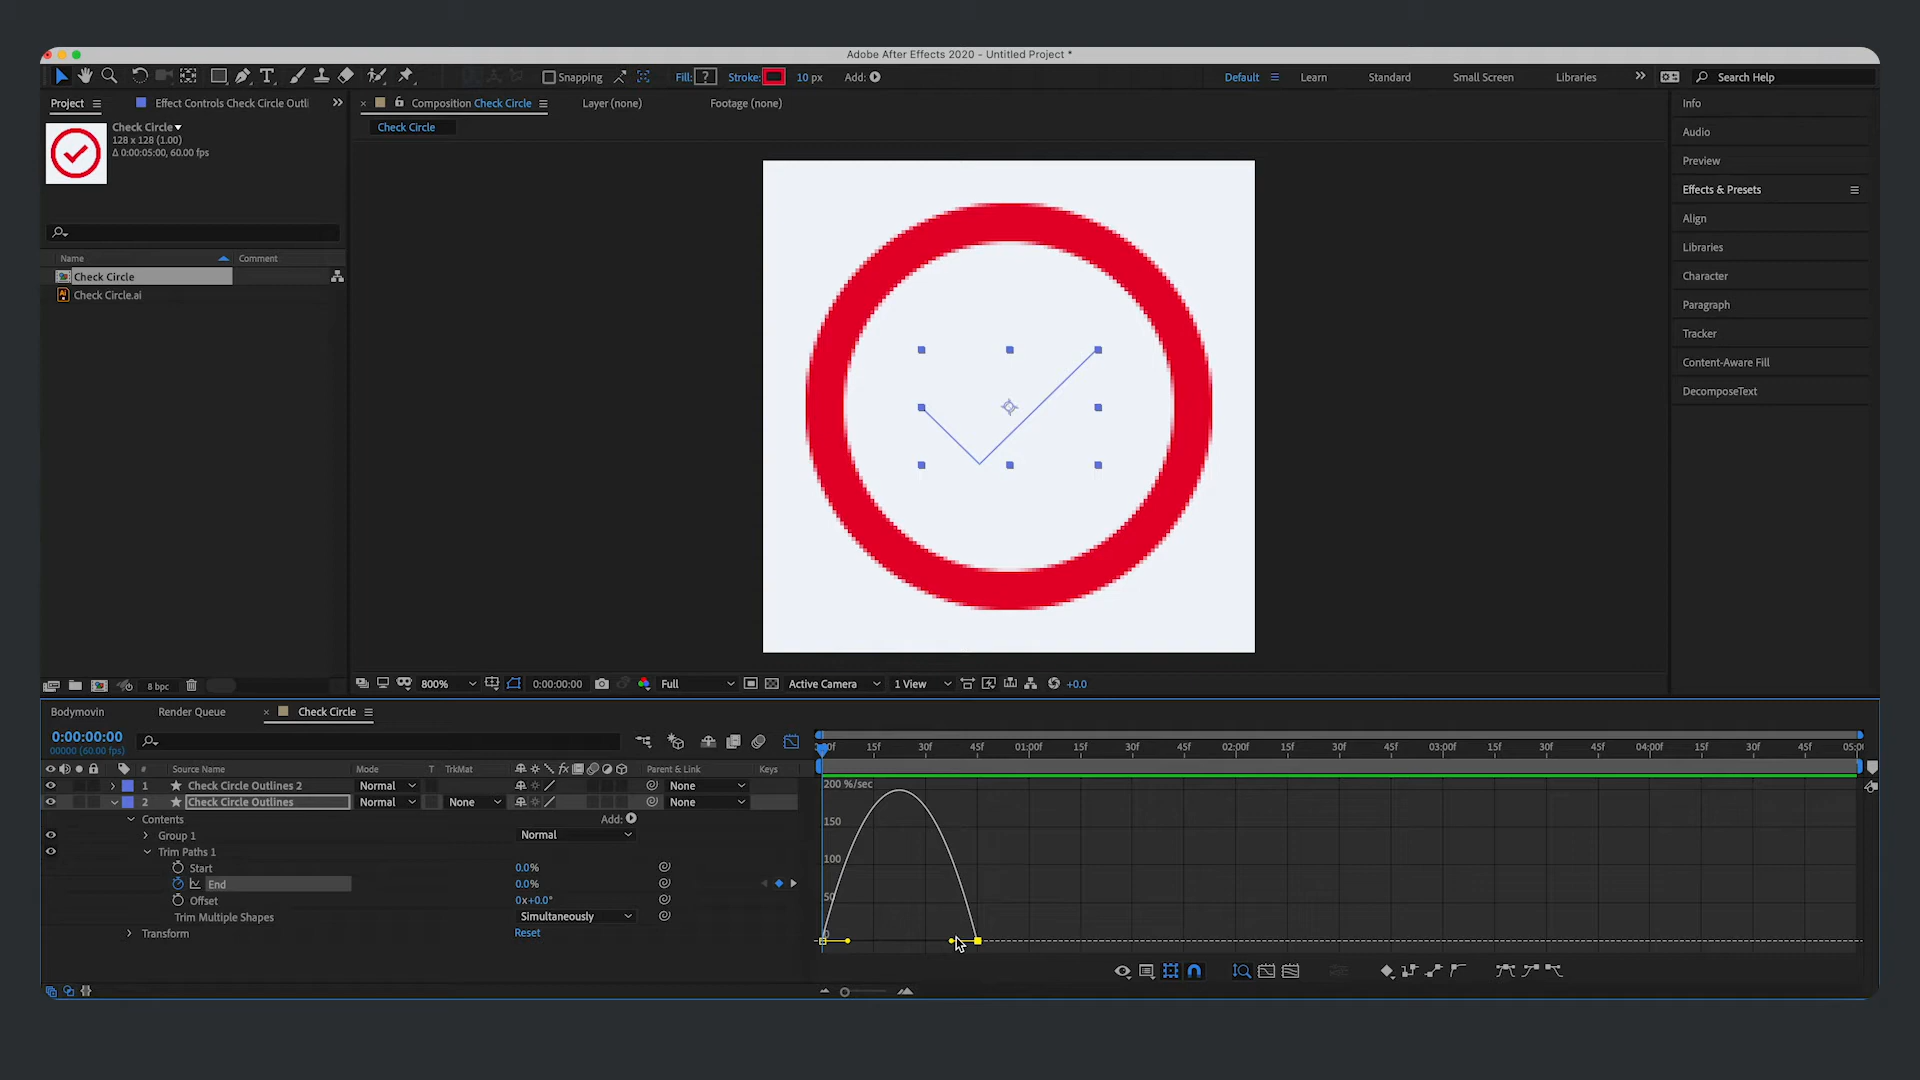 Adobe After Effects 2020 - Untitled Project *
Snapping
Fill: ?
Stroke:
10 px
Add:
Default
Learn
Standard
Small Screen
Libraries
Search Help
Project
Effect Controls Check Circle Outli
Composition Check Circle
Layer (none)
Footage (none)
Check Circle
128 x 128 (1.00)
Δ 0:00:05:00, 60.00 fps
Check Circle
Name
Comment
Check Circle
Check Circle.ai
Info
Audio
Preview
Effects & Presets
Align
Libraries
Character
Paragraph
Tracker
Content-Aware Fill
DecomposeText
8 bpc
800%
0:00:00:00
Full
Active Camera
1 View
+0.0
Bodymovin
Render Queue
Check Circle
0:00:00:00
00000 (60.00 fps)
# Source Name
Mode
T TrkMat
Parent & Link
Keys
1 Check Circle Outlines 2
Normal
None
2 Check Circle Outlines
Normal
None
None
Contents
Add:
Group 1
Normal
Trim Paths 1
Start
0.0%
End
0.0%
Offset
0x+0.0°
Trim Multiple Shapes
Simultaneously
Transform
Reset
15f 30f 45f 01:00f 15f 30f 45f 02:00f 15f 30f 45f 03:00f 15f 30f 45f 04:00f 15f 30f 45f
200 %/sec
150
100
50
0